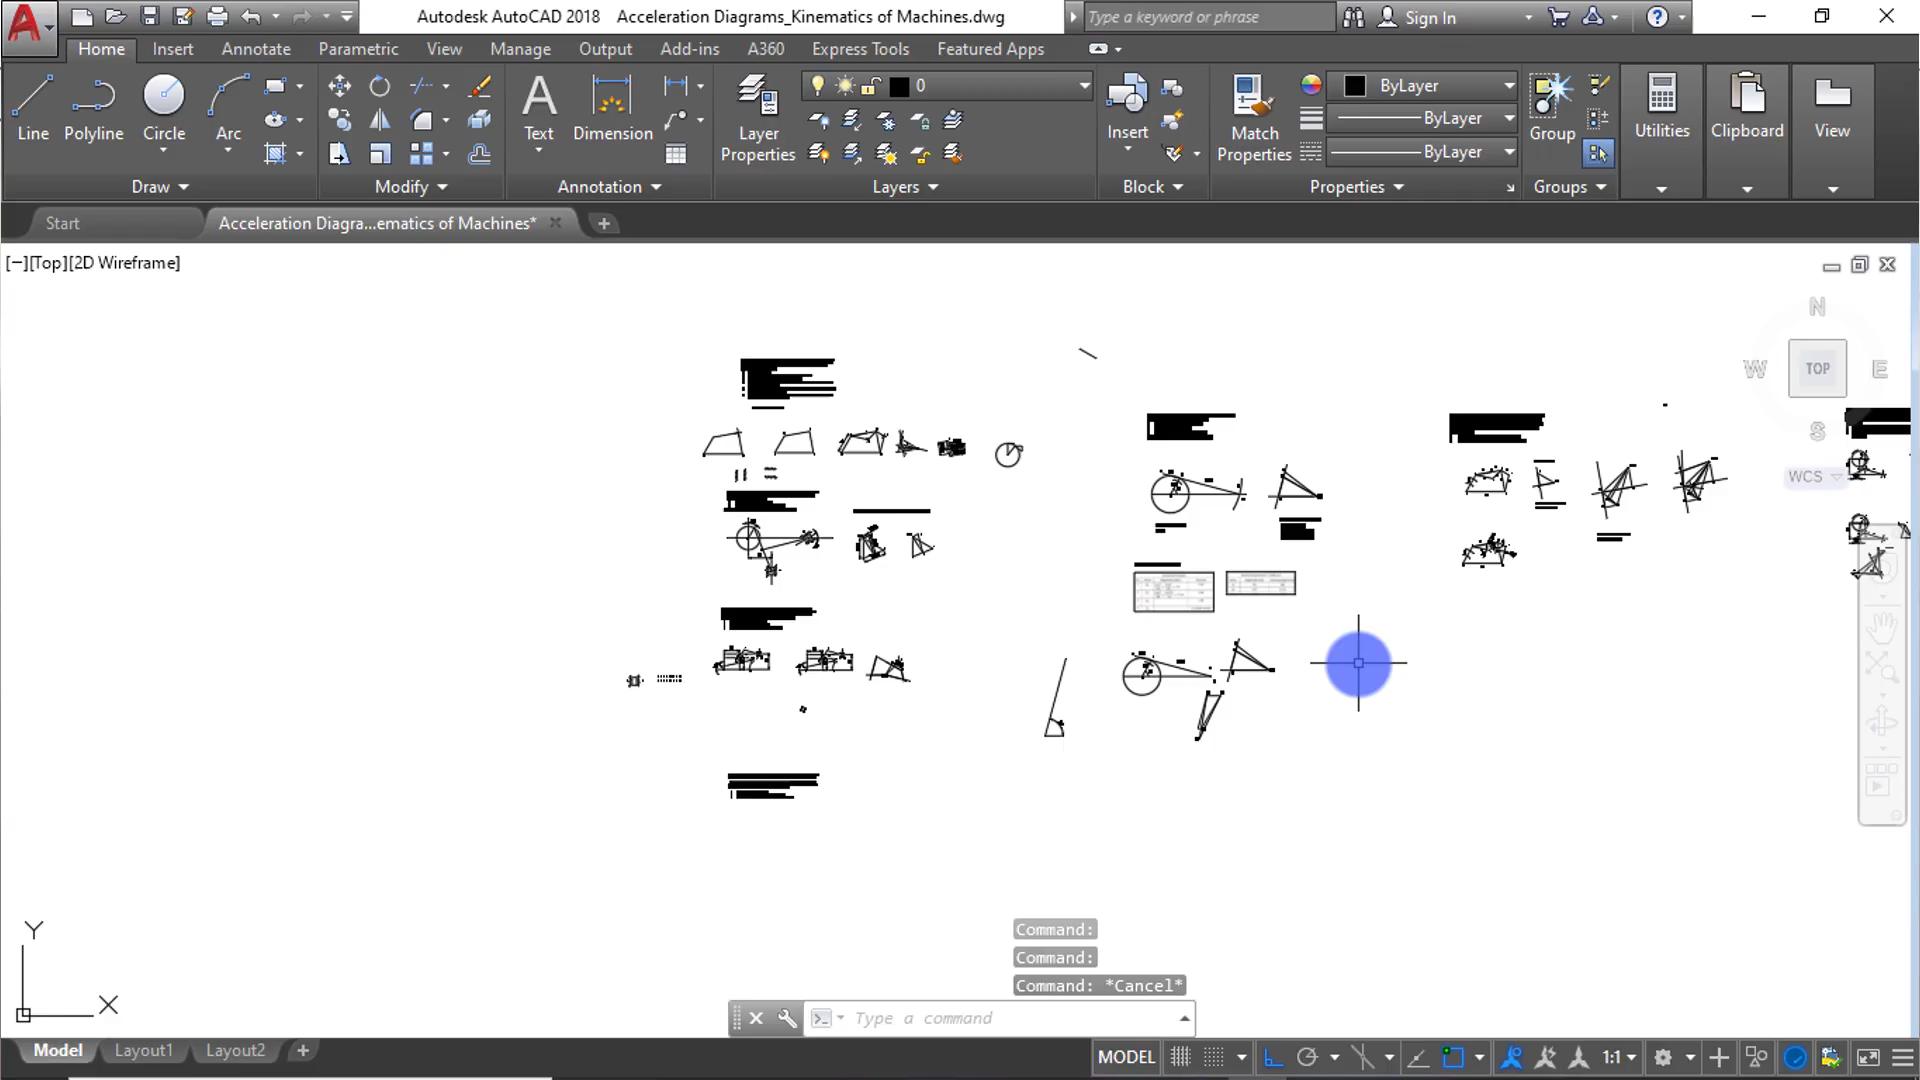 Autodesk AutoCAD 2018 Acceleration Diagrams_Kinematics of Machines.dwg
Type a keyword or phrase
Sign In
Home Insert Annotate Parametric View Manage Output Add-ins A360 Express Tools Featured Apps
Line Polyline Circle Arc
Text Dimension
Layer Properties
0
Insert
Match Properties
ByLayer
ByLayer
ByLayer
Group
Utilities
Clipboard
View
Draw Modify Annotation Layers Block Properties Groups
Start
Acceleration Diagra...ematics of Machines*
[−][Top][2D Wireframe]
N
W TOP E
S
WCS
Y
X
Command:
Command:
Command: *Cancel*
Type a command
Model Layout1 Layout2
MODEL
1:1